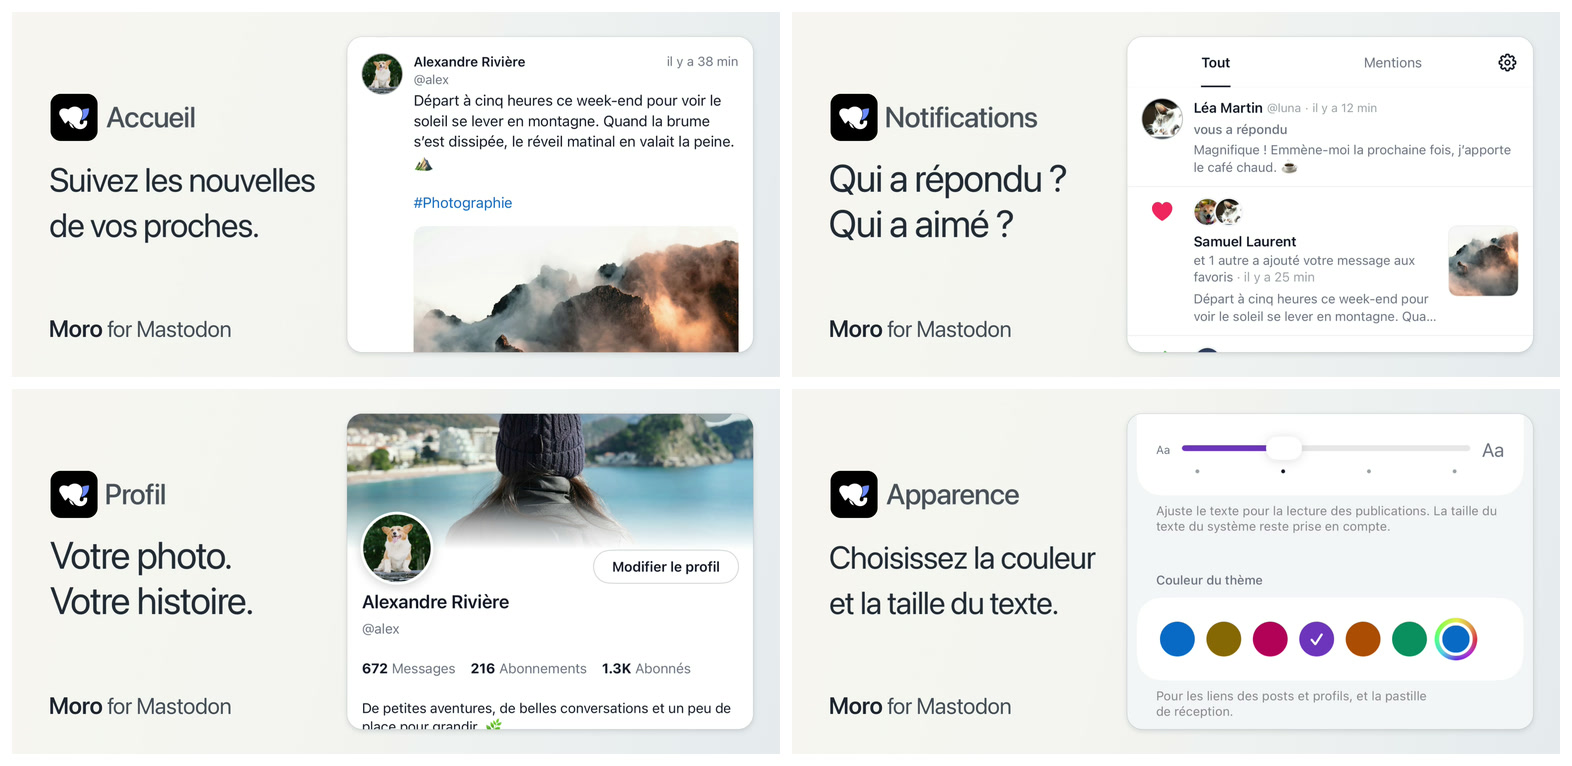 Accueil
Suivez les nouvelles
de vos proches.
Moro for Mastodon
Alexandre Rivière
il y a 38 min
@alex
Départ à cinq heures ce week-end pour voir le
soleil se lever en montagne. Quand la brume
s’est dissipée, le réveil matinal en valait la peine.
#Photographie
Notifications
Qui a répondu ?
Qui a aimé ?
Moro for Mastodon
Tout
Mentions
Léa Martin @luna · il y a 12 min
vous a répondu
Magnifique ! Emmène-moi la prochaine fois, j’apporte
le café chaud. ☕
Samuel Laurent
et 1 autre a ajouté votre message aux
favoris · il y a 25 min
Départ à cinq heures ce week-end pour
voir le soleil se lever en montagne. Qua...
Profil
Votre photo.
Votre histoire.
Moro for Mastodon
Modifier le profil
Alexandre Rivière
@alex
672 Messages 216 Abonnements 1.3K Abonnés
De petites aventures, de belles conversations et un peu de
place pour grandir. 🌿
Apparence
Choisissez la couleur
et la taille du texte.
Moro for Mastodon
Aa
Aa
Ajuste le texte pour la lecture des publications. La taille du
texte du système reste prise en compte.
Couleur du thème
Pour les liens des posts et profils, et la pastille
de réception.